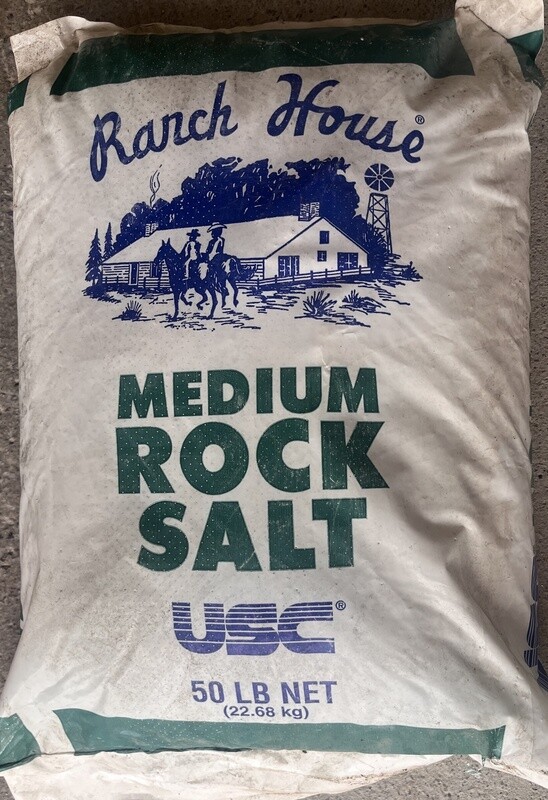 Ranch House®
MEDIUM
ROCK
SALT
USC®
50 LB NET
(22.68 kg)